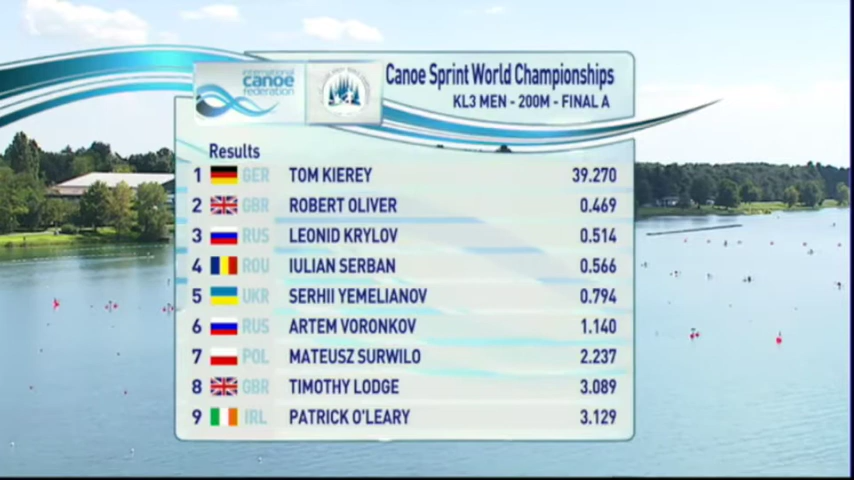 international
canoe
federation
Canoe Sprint World Championships
KL3 MEN - 200M - FINAL A
Results
1 GER TOM KIEREY 39.270
2 GBR ROBERT OLIVER 0.469
3 RUS LEONID KRYLOV 0.514
4 ROU IULIAN SERBAN 0.566
5 UKR SERHII YEMELIANOV 0.794
6 RUS ARTEM VORONKOV 1.140
7 POL MATEUSZ SURWILO 2.237
8 GBR TIMOTHY LODGE 3.089
9 IRL PATRICK O'LEARY 3.129